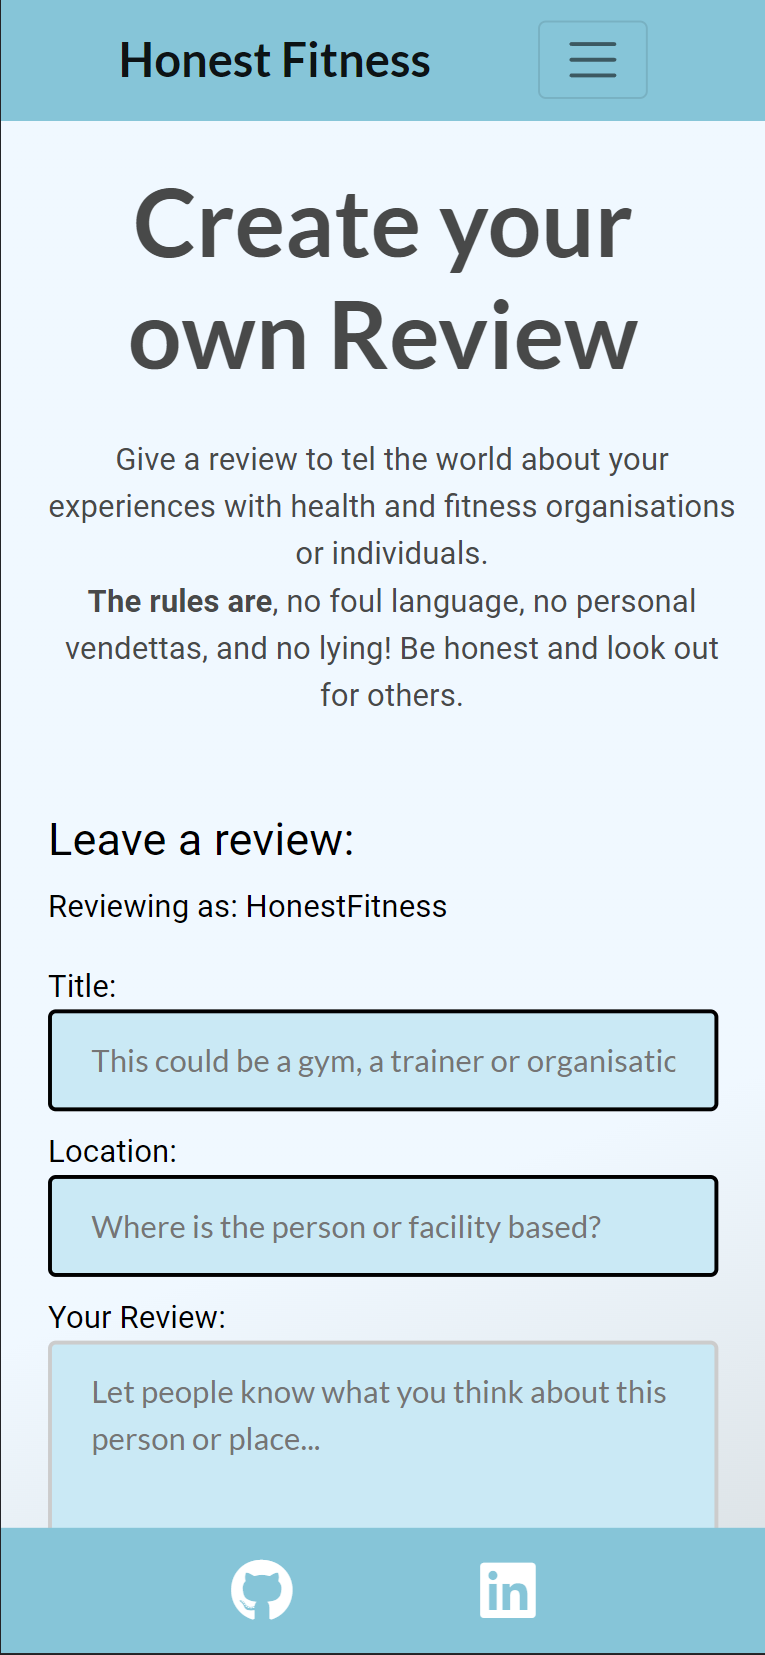 Honest Fitness
Create your
own Review
Give a review to tel the world about your
experiences with health and fitness organisations
or individuals.
The rules are, no foul language, no personal
vendettas, and no lying! Be honest and look out
for others.
Leave a review:
Reviewing as: HonestFitness
Title:
This could be a gym, a trainer or organisatic
Location:
Where is the person or facility based?
Your Review:
Let people know what you think about this
person or place...
in